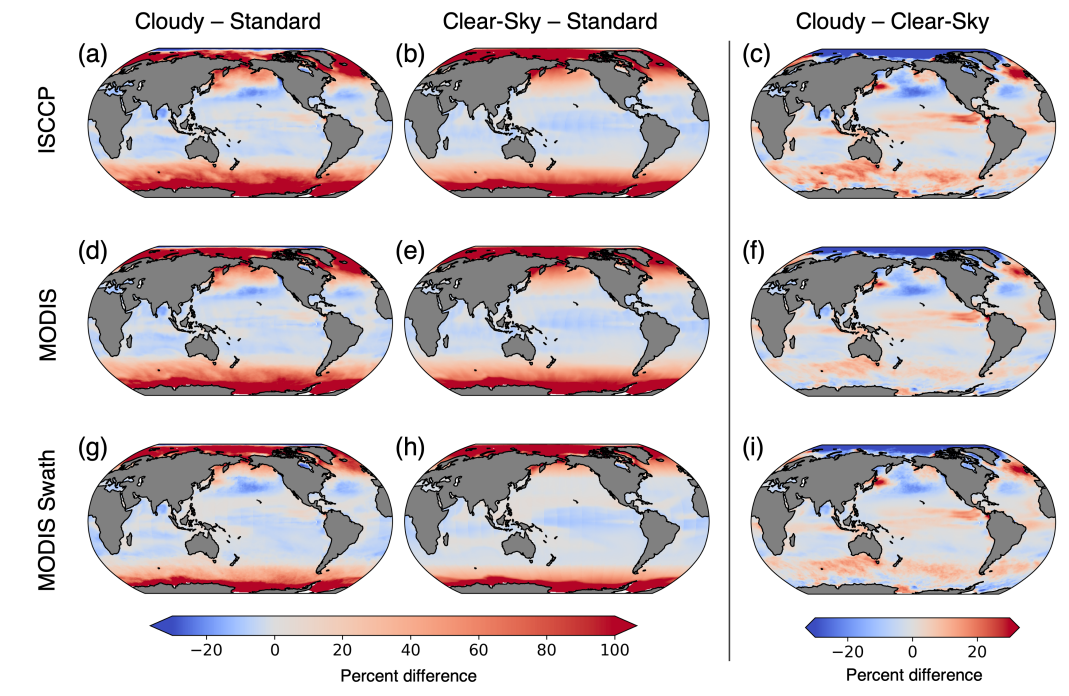 Cloudy – Standard
Clear-Sky – Standard
Cloudy – Clear-Sky
ISCCP
(a)
(b)
(c)
MODIS
(d)
(e)
(f)
MODIS Swath
(g)
(h)
(i)
−20 0 20 40 60 80 100
Percent difference
−20 0 20
Percent difference